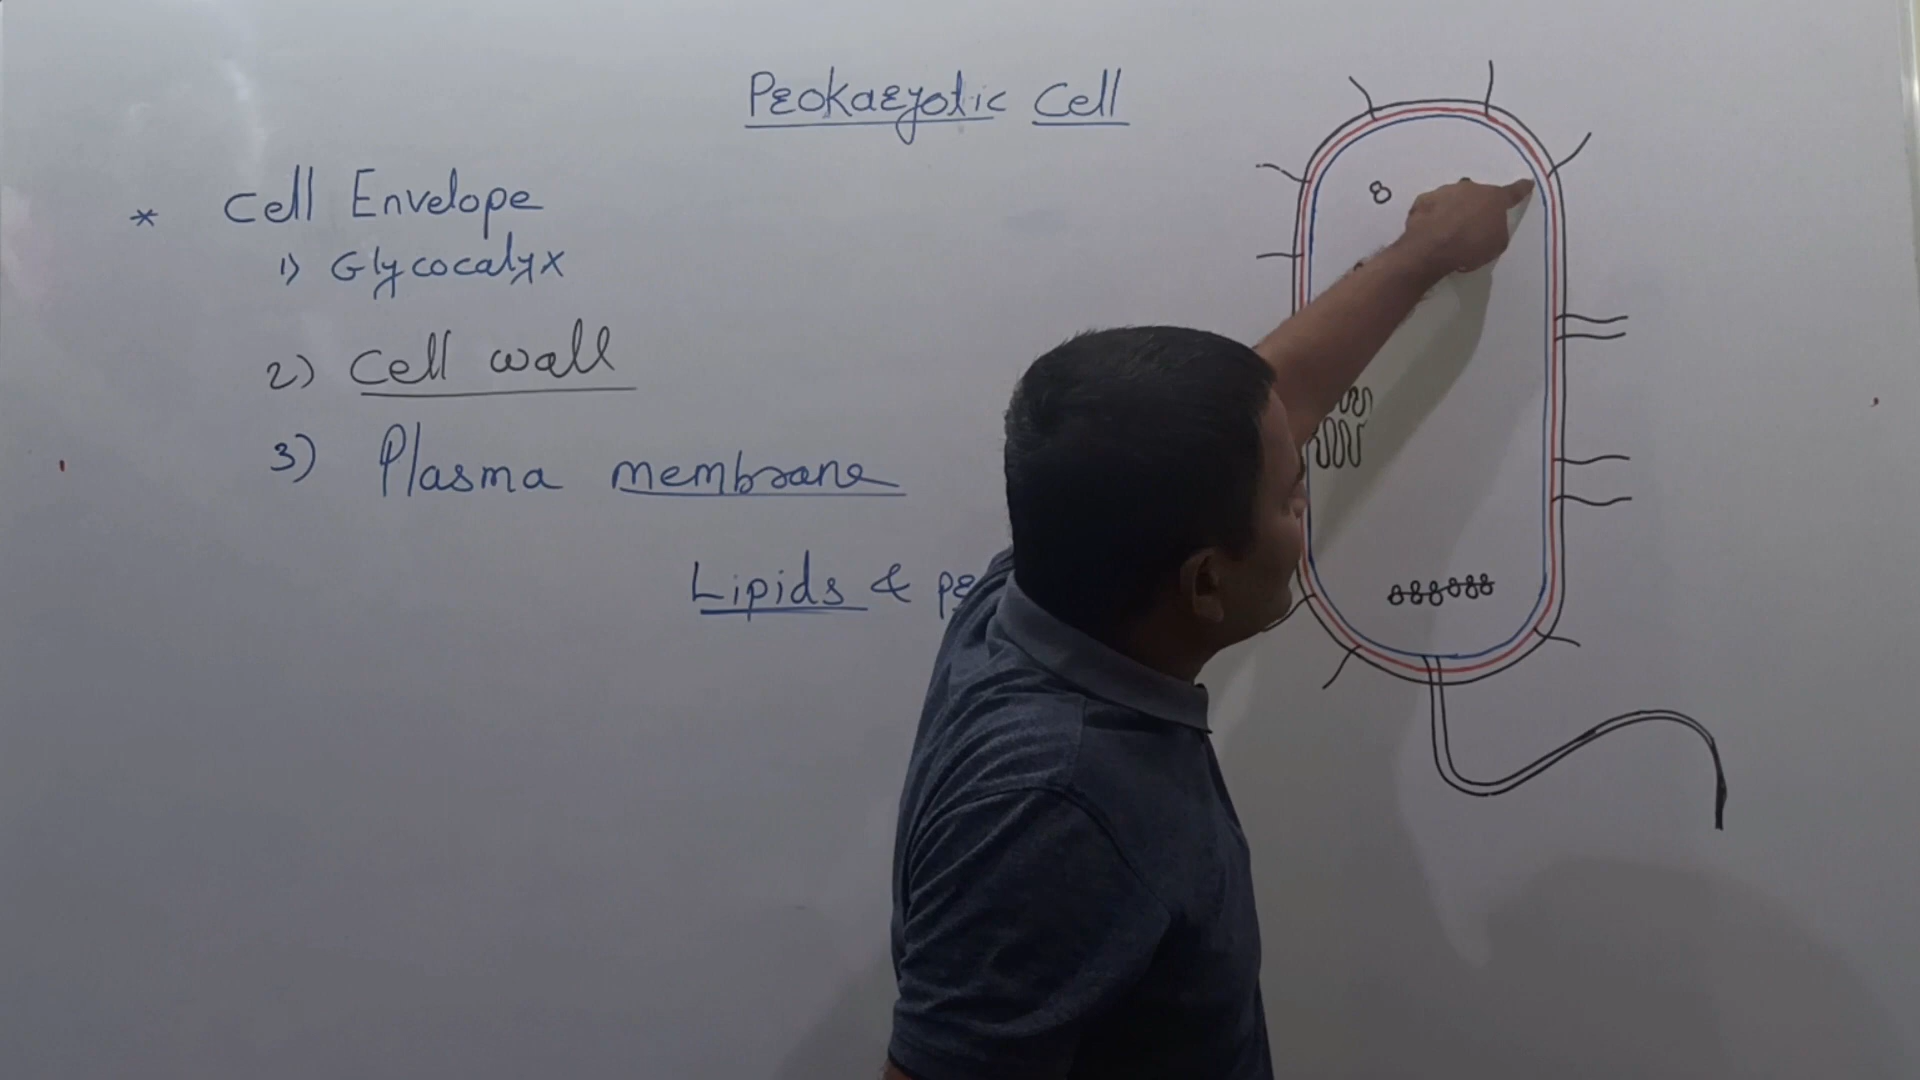 Prokaryotic Cell
* Cell Envelope
1) Glycocalyx
2) Cell wall
3) Plasma membrane
Lipids &